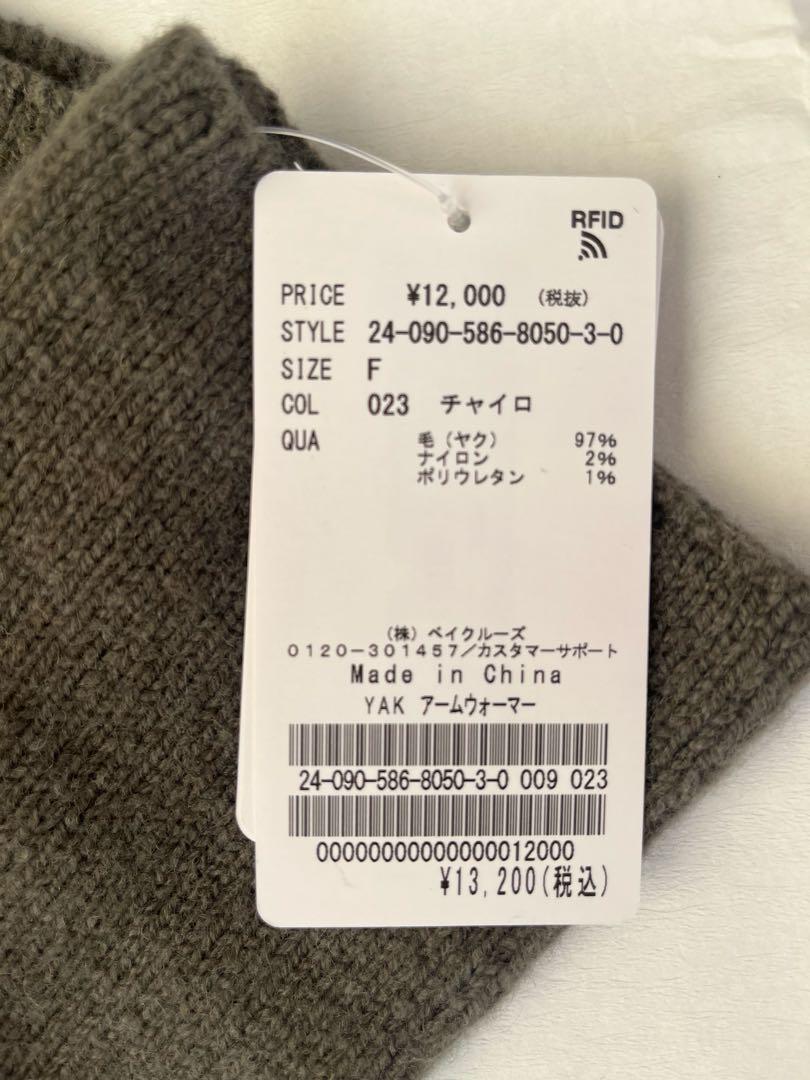 RFID
PRICE ¥12,000 (税抜)
STYLE 24-090-586-8050-3-0
SIZE F
COL 023 チャイロ
QUA 毛(ヤク) 97%
ナイロン 2%
ポリウレタン 1%
(株)ベイクルーズ
0120-301457/カスタマーサポート
Made in China
YAK アームウォーマー
24-090-586-8050-3-0 009 023
00000000000000012000
¥13,200(税込)